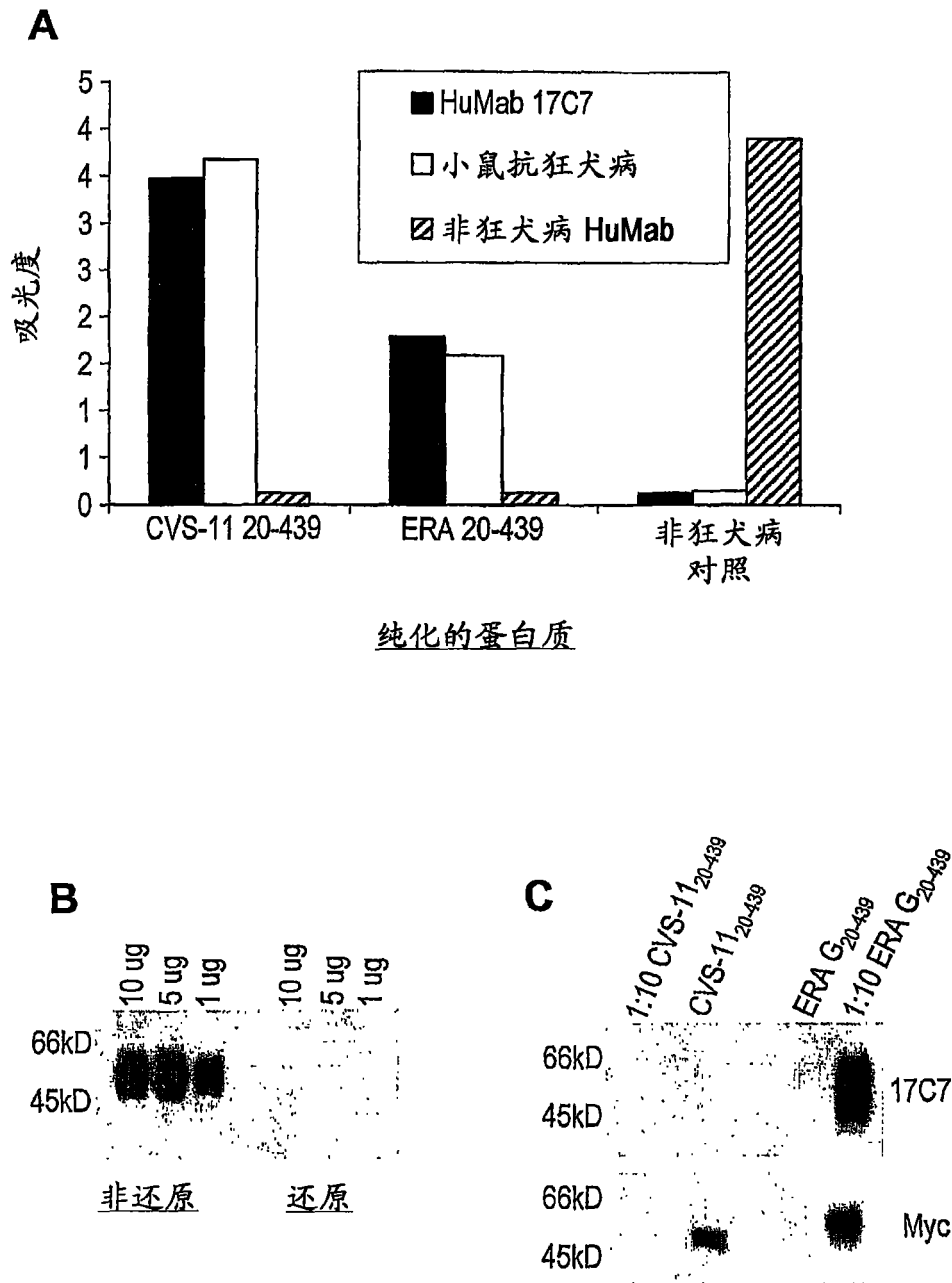 A
5
4
4
3
3
2
2
1
1
0
吸光度
HuMab 17C7
小鼠抗狂犬病
非狂犬病 HuMab
CVS-11 20-439
ERA 20-439
非狂犬病
对照
纯化的蛋白质
B
10 ug
5 ug
1 ug
10 ug
5 ug
1 ug
66kD
45kD
非还原
还原
C
1:10 CVS-11₂₀₋₄₃₉
CVS-11₂₀₋₄₃₉
ERA G₂₀₋₄₃₉
1:10 ERA G₂₀₋₄₃₉
66kD
45kD
17C7
66kD
45kD
Myc